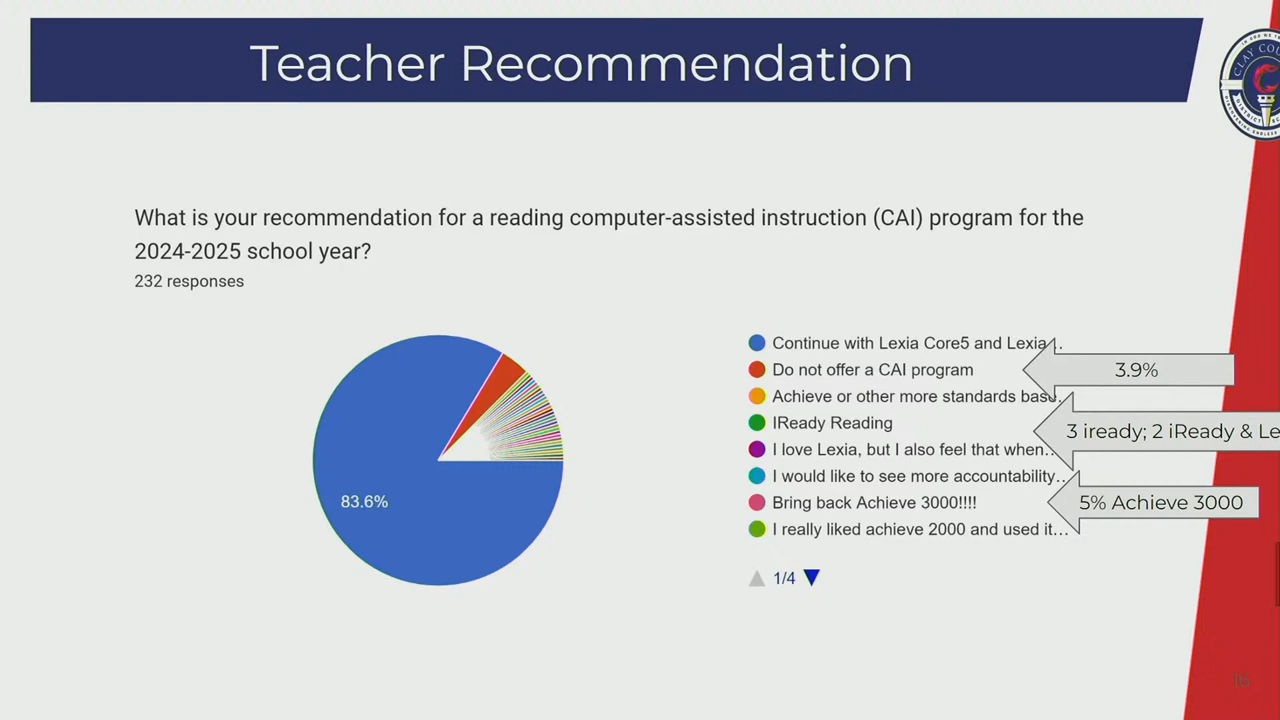 Teacher Recommendation
What is your recommendation for a reading computer-assisted instruction (CAI) program for the
2024-2025 school year?
232 responses
83.6%
Continue with Lexia Core5 and Lexia…
Do not offer a CAI program
3.9%
Achieve or other more standards base…
IReady Reading
3 iready; 2 iReady & Le
I love Lexia, but I also feel that when…
I would like to see more accountability…
Bring back Achieve 3000!!!!
5% Achieve 3000
I really liked achieve 2000 and used it…
1/4